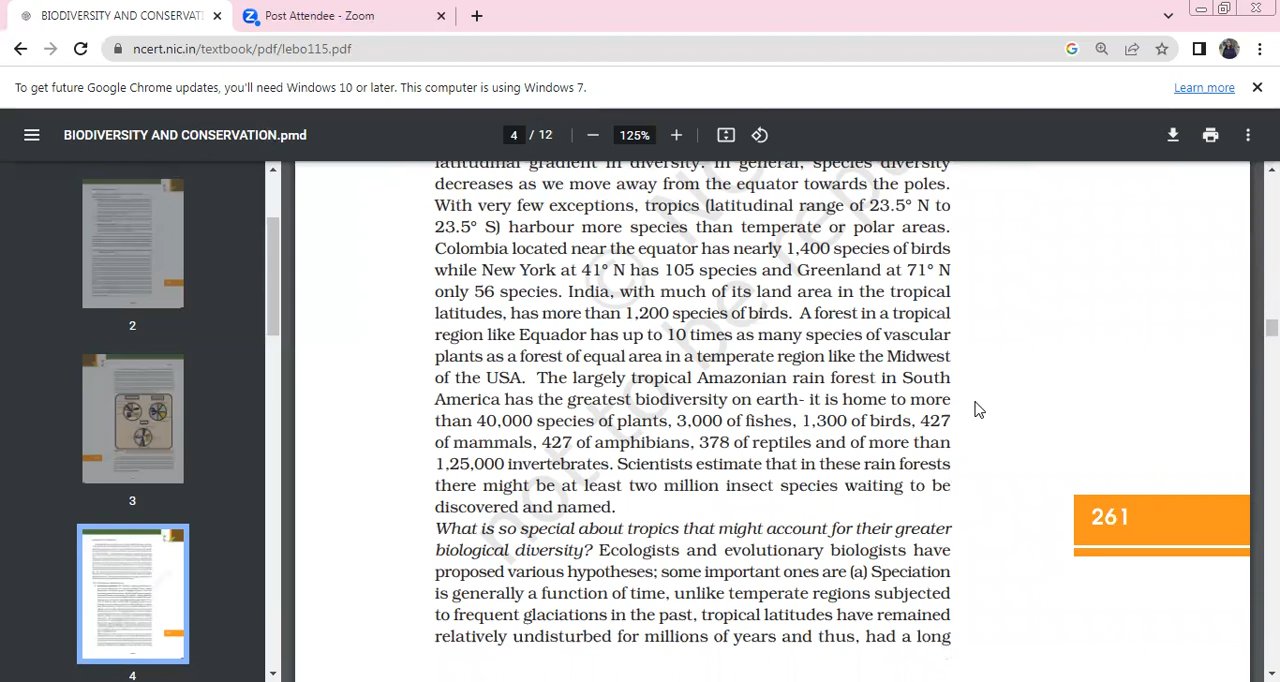 BIODIVERSITY AND CONSERVATI
Post Attendee - Zoom
ncert.nic.in/textbook/pdf/lebo115.pdf
To get future Google Chrome updates, you'll need Windows 10 or later. This computer is using Windows 7.
Learn more
BIODIVERSITY AND CONSERVATION.pmd
4 / 12
125%
2
3
4
latitudinal gradient in diversity. In general, species diversity
decreases as we move away from the equator towards the poles.
With very few exceptions, tropics (latitudinal range of 23.5° N to
23.5° S) harbour more species than temperate or polar areas.
Colombia located near the equator has nearly 1,400 species of birds
while New York at 41° N has 105 species and Greenland at 71° N
only 56 species. India, with much of its land area in the tropical
latitudes, has more than 1,200 species of birds. A forest in a tropical
region like Equador has up to 10 times as many species of vascular
plants as a forest of equal area in a temperate region like the Midwest
of the USA. The largely tropical Amazonian rain forest in South
America has the greatest biodiversity on earth- it is home to more
than 40,000 species of plants, 3,000 of fishes, 1,300 of birds, 427
of mammals, 427 of amphibians, 378 of reptiles and of more than
1,25,000 invertebrates. Scientists estimate that in these rain forests
there might be at least two million insect species waiting to be
discovered and named.
What is so special about tropics that might account for their greater
biological diversity? Ecologists and evolutionary biologists have
proposed various hypotheses; some important ones are (a) Speciation
is generally a function of time, unlike temperate regions subjected
to frequent glaciations in the past, tropical latitudes have remained
relatively undisturbed for millions of years and thus, had a long
261